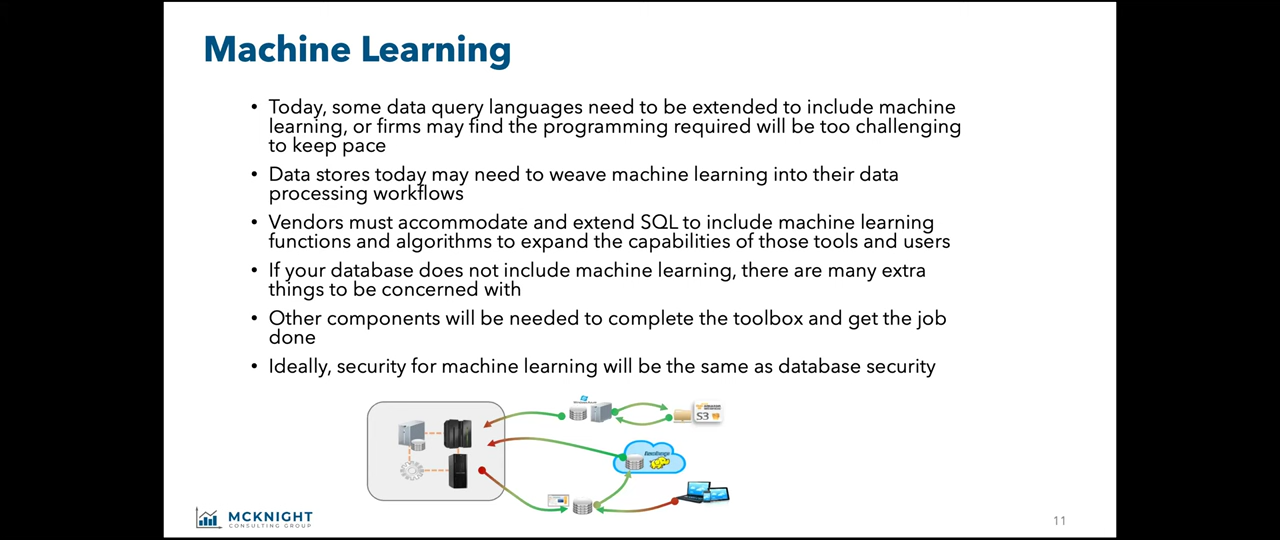 Machine Learning
• Today, some data query languages need to be extended to include machine
learning, or firms may find the programming required will be too challenging
to keep pace
• Data stores today may need to weave machine learning into their data
processing workflows
• Vendors must accommodate and extend SQL to include machine learning
functions and algorithms to expand the capabilities of those tools and users
• If your database does not include machine learning, there are many extra
things to be concerned with
• Other components will be needed to complete the toolbox and get the job
done
• Ideally, security for machine learning will be the same as database security
S3
MCKNIGHT
CONSULTING GROUP
11